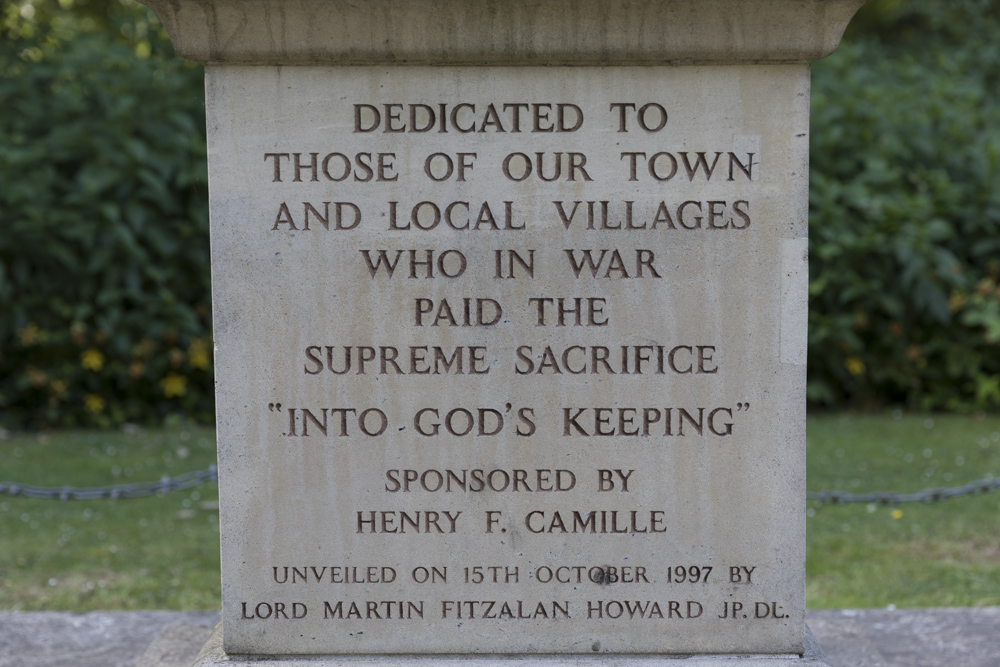 DEDICATED TO
THOSE OF OUR TOWN
AND LOCAL VILLAGES
WHO IN WAR
PAID THE
SUPREME SACRIFICE
"INTO GOD'S KEEPING"
SPONSORED BY
HENRY F. CAMILLE
UNVEILED ON 15TH OCTOBER 1997 BY
LORD MARTIN FITZALAN HOWARD JP. DL.